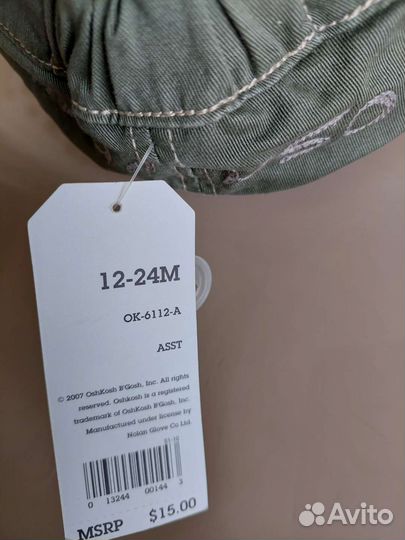 12-24M
OK-6112-A
ASST
© 2007 OshKosh B'Gosh, Inc. All rights
reserved. Oshkosh is a registered
trademark of OshKosh B'Gosh, Inc.
Manufactured under license by
Nolan Glove Co Ltd.
0 13244 00144 3
MSRP $15.00
Avito